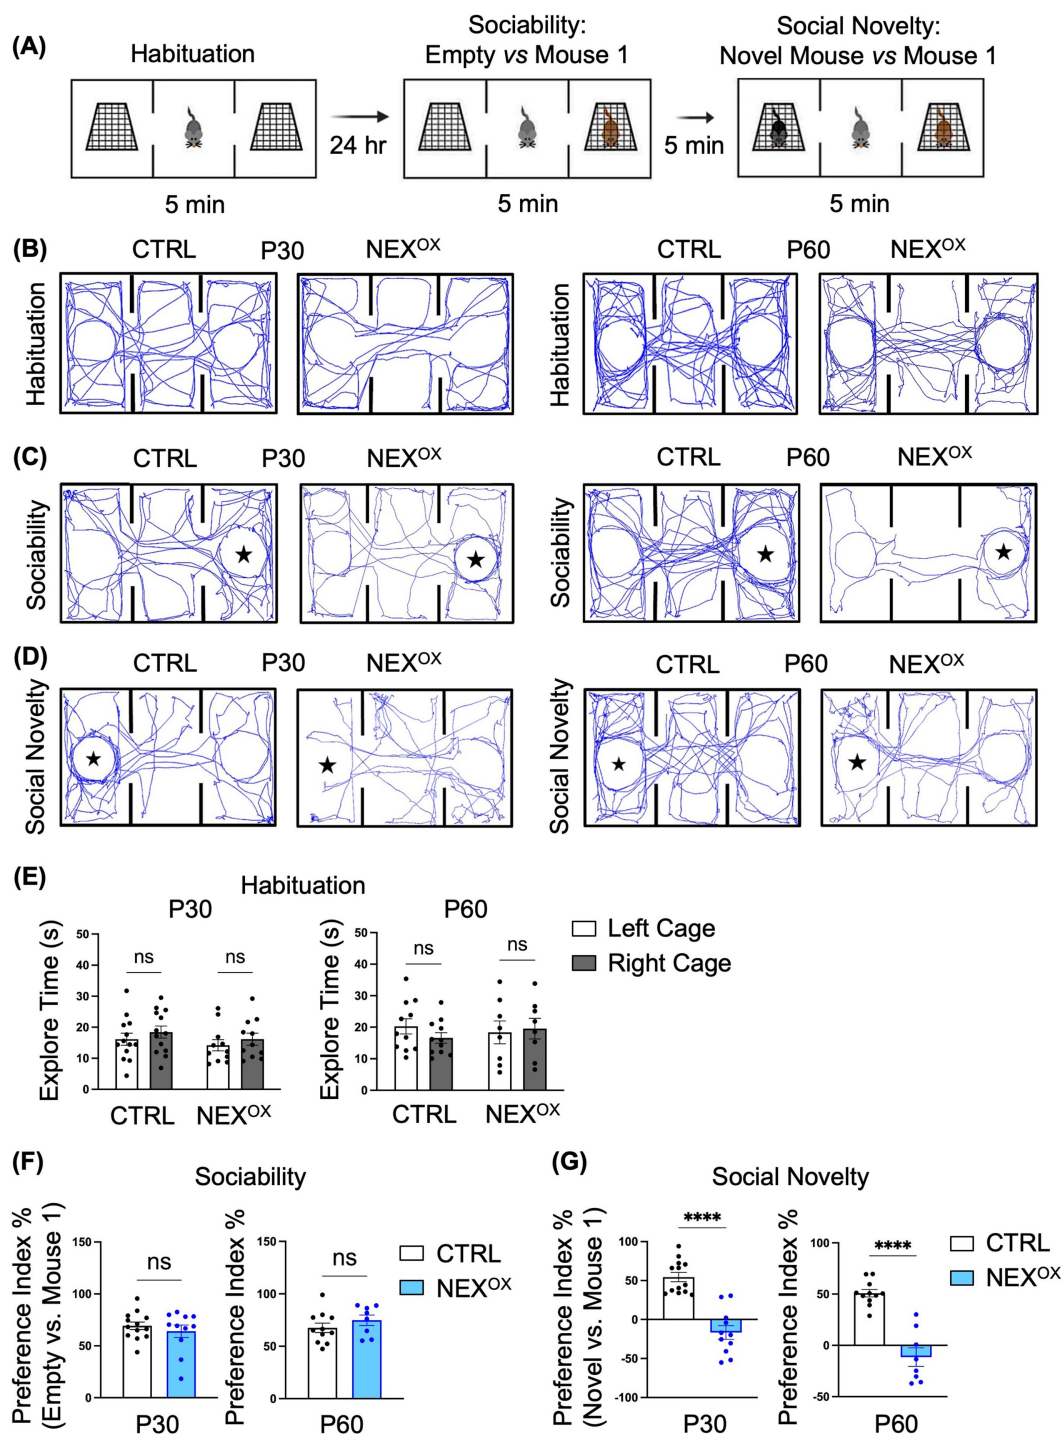 (A)
Habituation
Sociability:
Empty vs Mouse 1
Social Novelty:
Novel Mouse vs Mouse 1
24 hr
5 min
5 min
5 min
5 min
(B)
CTRL P30 NEXOX
CTRL P60 NEXOX
Habituation
Habituation
(C)
CTRL P30 NEXOX
CTRL P60 NEXOX
Sociability
Sociability
(D)
CTRL P30 NEXOX
CTRL P60 NEXOX
Social Novelty
Social Novelty
(E)
Habituation
P30
Explore Time (s)
50
40
30
20
10
0
ns
ns
CTRL NEXOX
P60
Explore Time (s)
50
40
30
20
10
0
ns
ns
CTRL NEXOX
Left Cage
Right Cage
(F)
Sociability
Preference Index %
(Empty vs. Mouse 1)
150
100
50
0
ns
P30
Preference Index %
150
100
50
0
ns
P60
CTRL
NEXOX
(G)
Social Novelty
Preference Index %
(Novel vs. Mouse 1)
100
50
0
-50
-100
****
P30
Preference Index %
100
50
0
-50
****
P60
CTRL
NEXOX